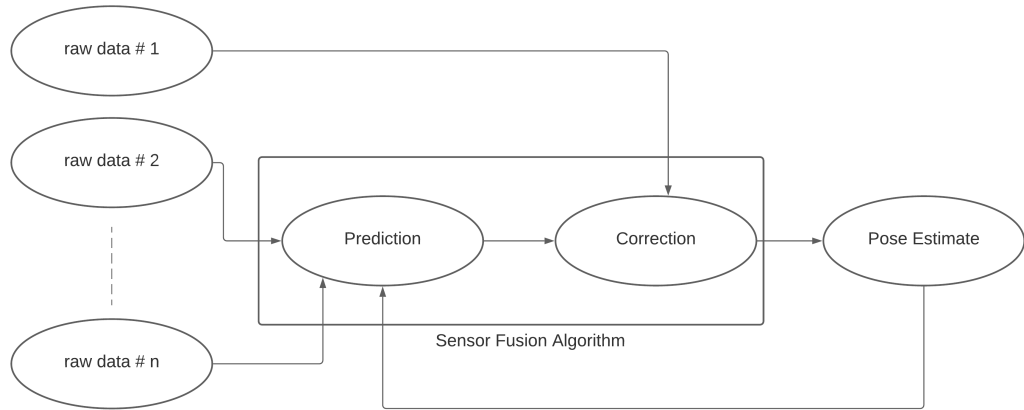 raw data # 1
raw data # 2
Prediction
Correction
Pose Estimate
Sensor Fusion Algorithm
raw data # n